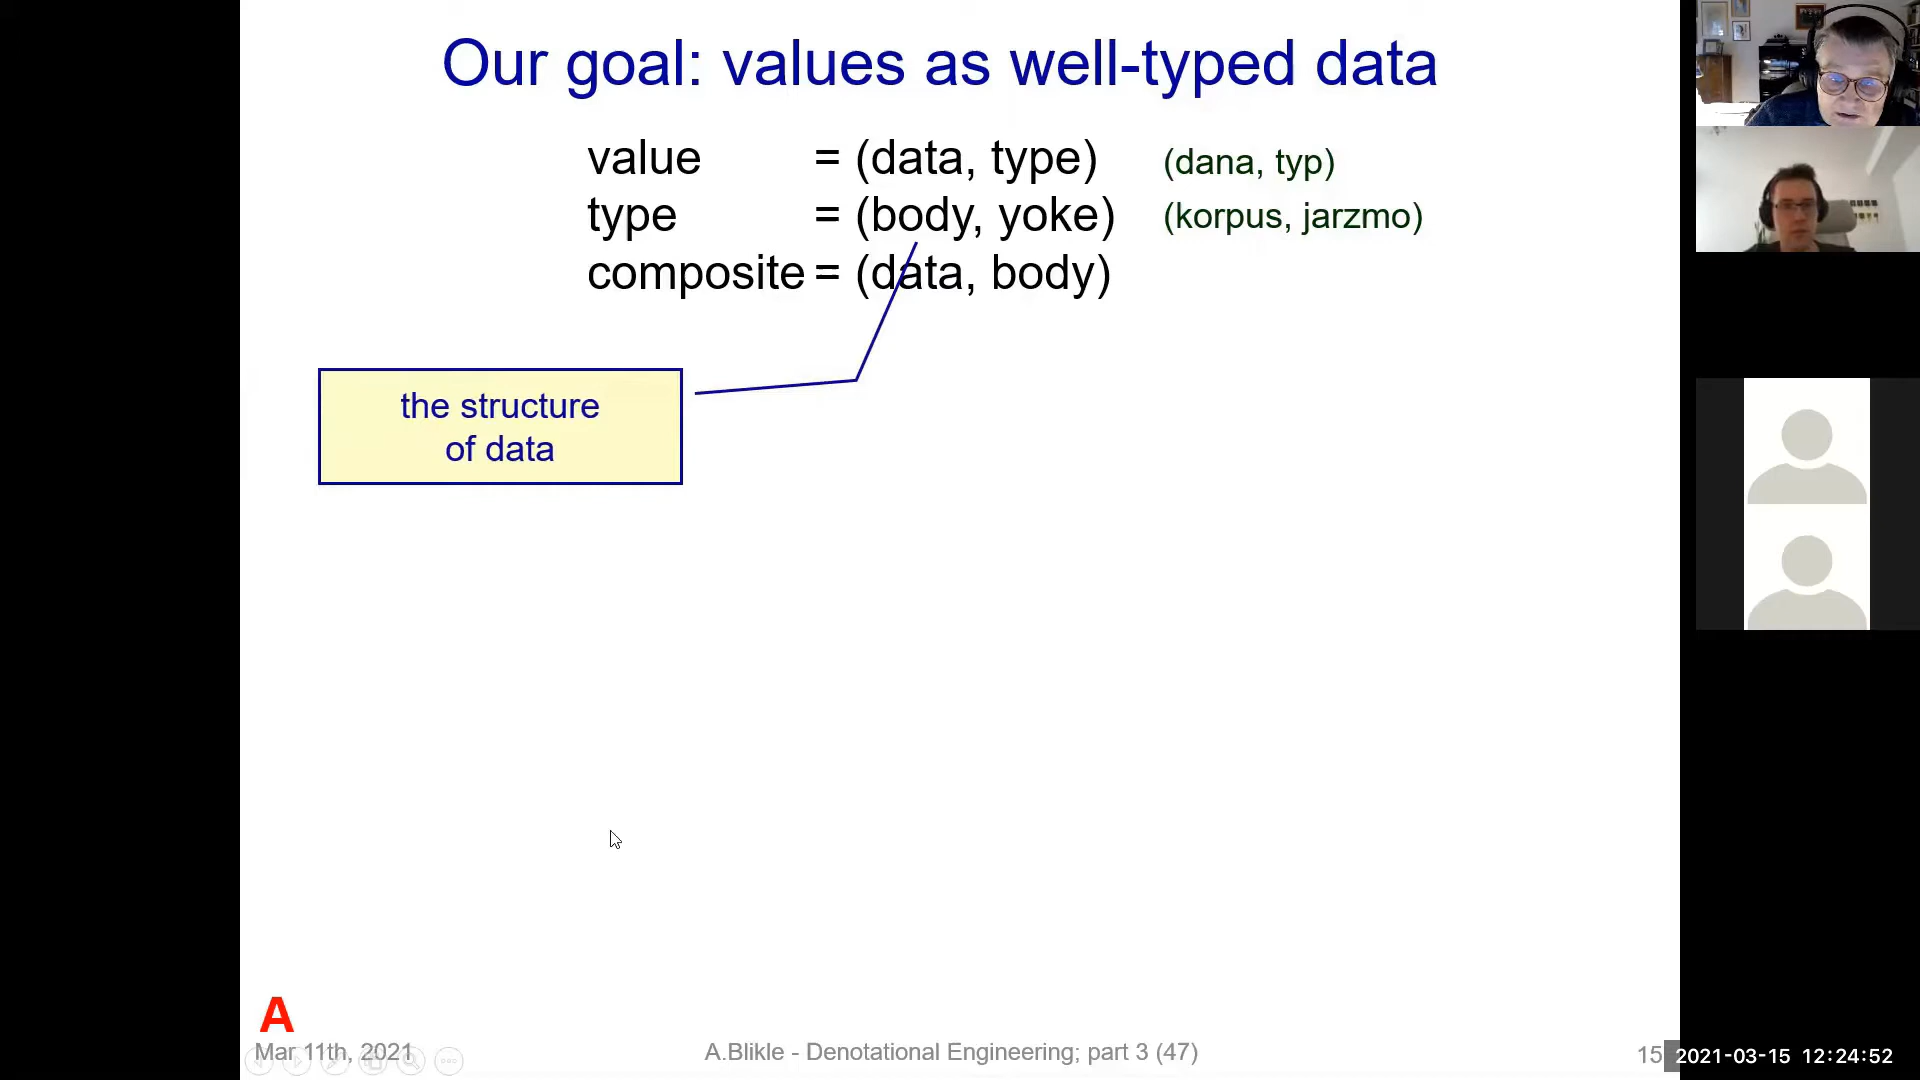 Our goal: values as well-typed data
value = (data, type) (dana, typ)
type = (body, yoke) (korpus, jarzmo)
composite = (data, body)
the structure
of data
A
Mar 11th, 2021 A.Blikle - Denotational Engineering; part 3 (47) 15
2021-03-15 12:24:52